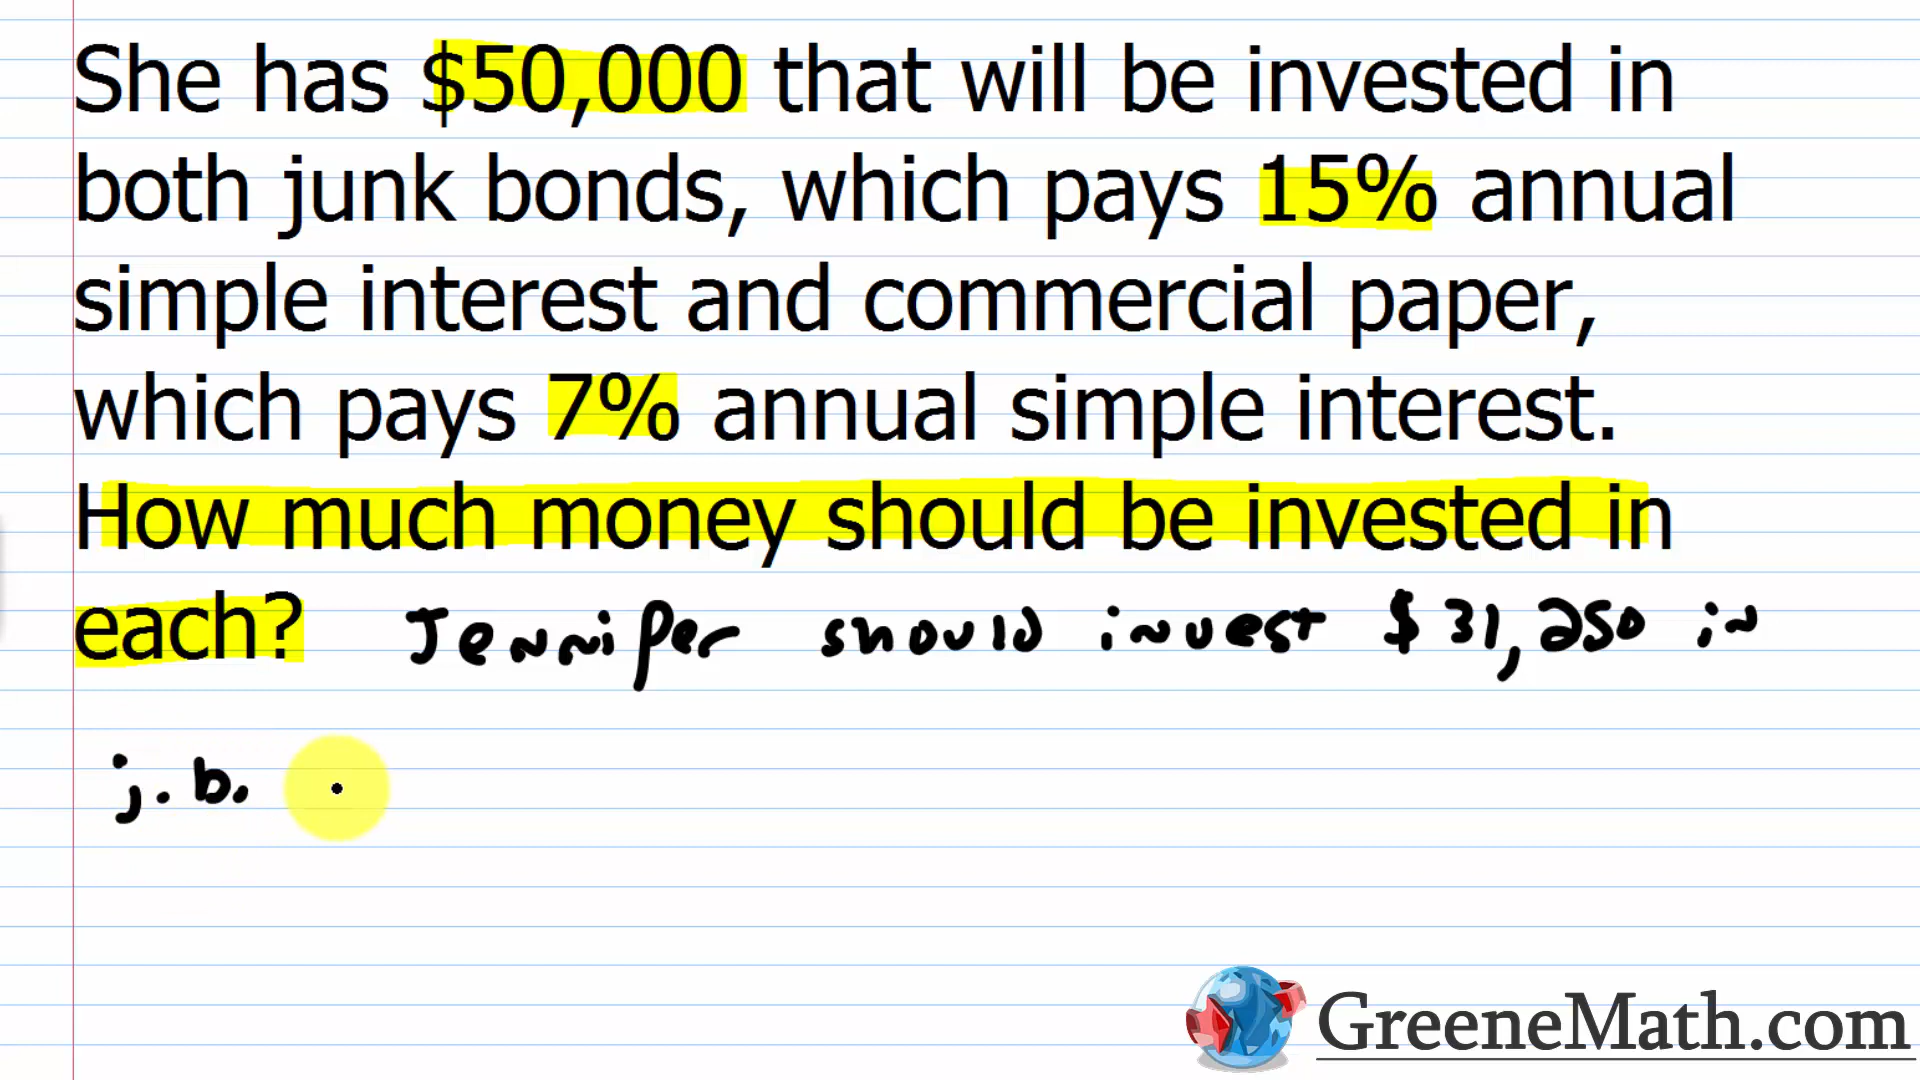 She has $50,000 that will be invested in
both junk bonds, which pays 15% annual
simple interest and commercial paper,
which pays 7% annual simple interest.
How much money should be invested in
each? Jennifer should invest $31,250 in
j.b.
GreeneMath.com